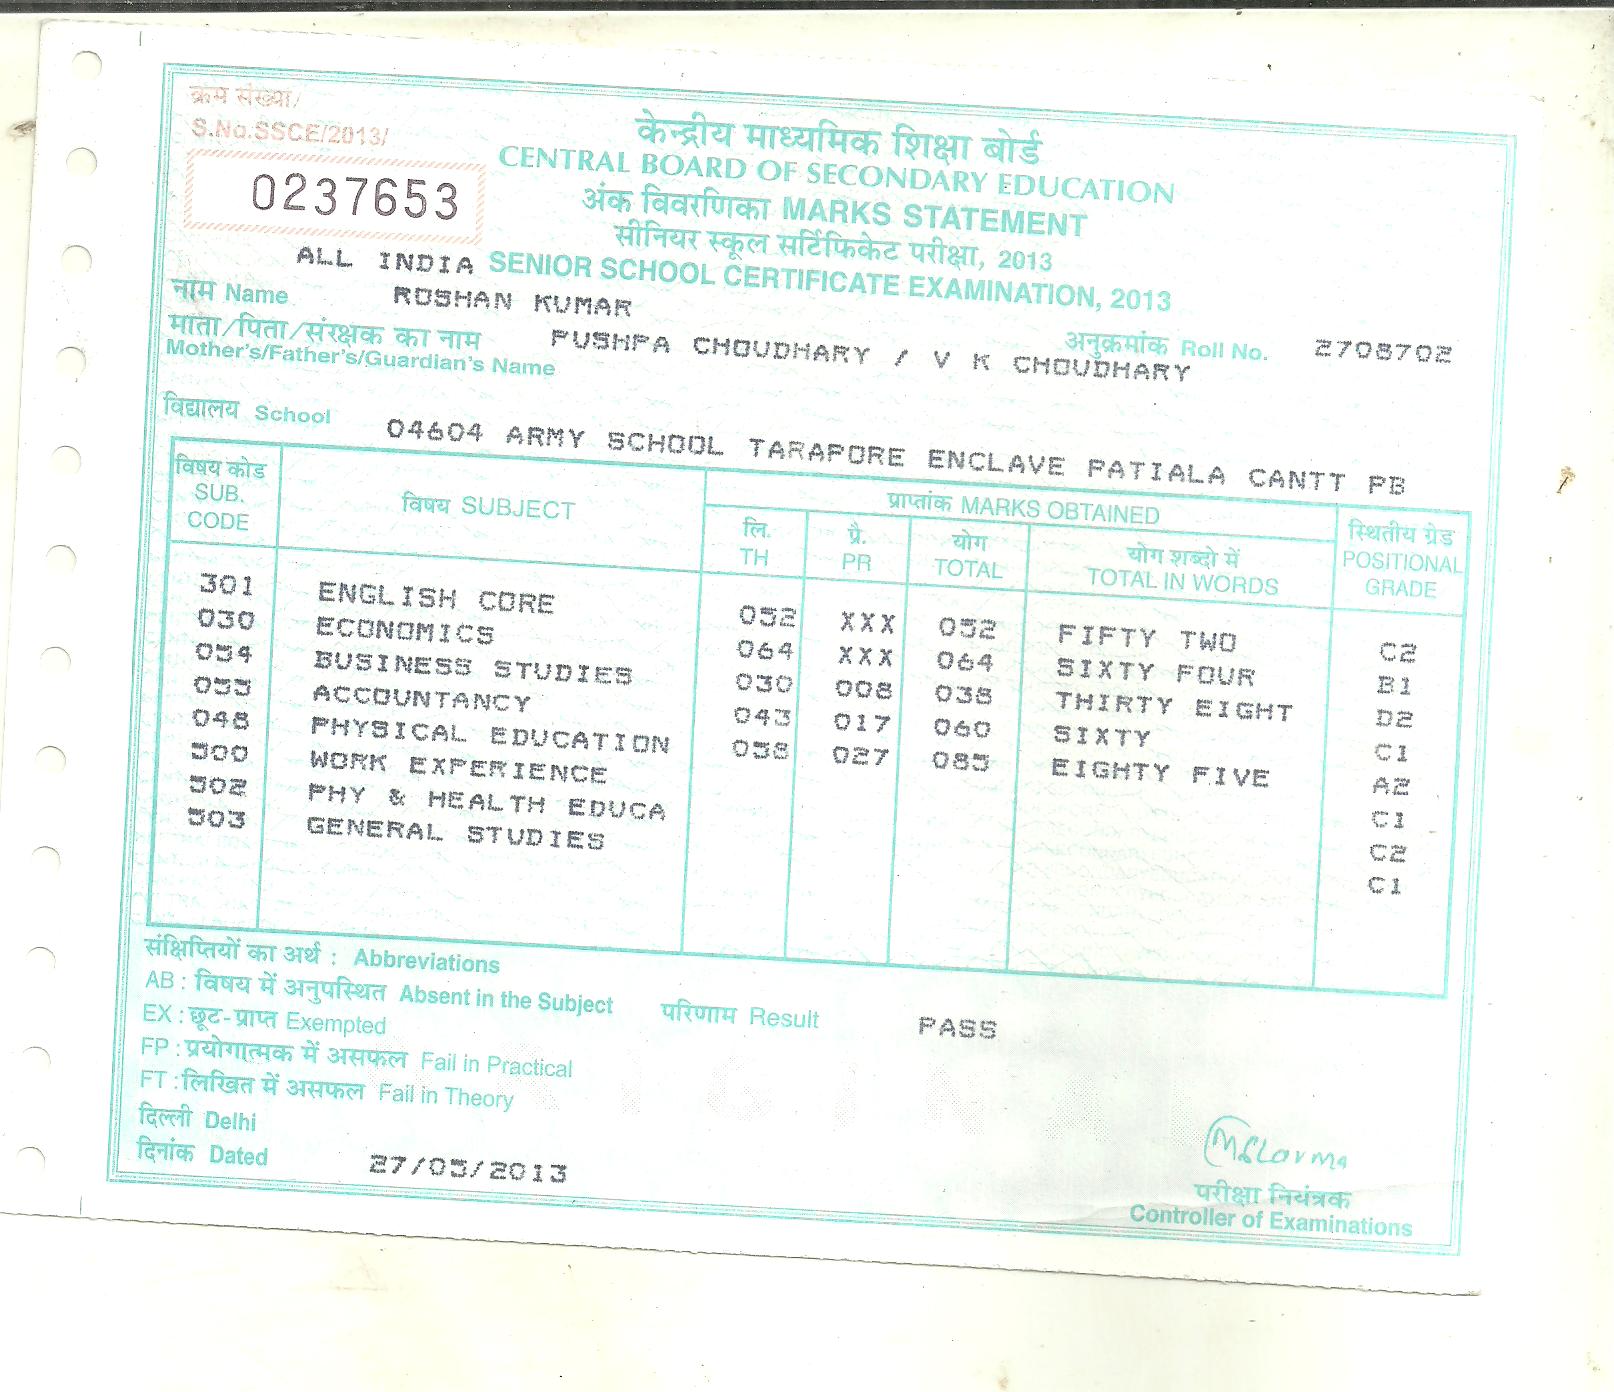 क्रम संख्या/
S.No.SSCE/2013/
0237653
केन्द्रीय माध्यमिक शिक्षा बोर्ड
CENTRAL BOARD OF SECONDARY EDUCATION
अंक विवरणिका MARKS STATEMENT
सीनियर स्कूल सर्टिफिकेट परीक्षा, 2013
ALL INDIA SENIOR SCHOOL CERTIFICATE EXAMINATION, 2013
नाम Name ROSHAN KUMAR
अनुक्रमांक Roll No. 2708702
माता/पिता/संरक्षक का नाम PUSHPA CHOUDHARY / V K CHOUDHARY
Mother's/Father's/Guardian's Name
विद्यालय School 04604 ARMY SCHOOL TARAPORE ENCLAVE PATIALA CANTT PB
विषय कोड SUB. CODE विषय SUBJECT प्राप्तांक MARKS OBTAINED स्थितीय ग्रेड POSITIONAL GRADE
लि. TH प्रै. PR योग TOTAL योग शब्दो में TOTAL IN WORDS
301 ENGLISH CORE 052 XXX 052 FIFTY TWO C2
030 ECONOMICS 064 XXX 064 SIXTY FOUR B1
054 BUSINESS STUDIES 030 008 038 THIRTY EIGHT D2
055 ACCOUNTANCY 043 017 060 SIXTY C1
048 PHYSICAL EDUCATION 058 027 085 EIGHTY FIVE A2
500 WORK EXPERIENCE C1
502 PHY & HEALTH EDUCA C2
503 GENERAL STUDIES C1
संक्षिप्तियों का अर्थ : Abbreviations
AB : विषय में अनुपस्थित Absent in the Subject परिणाम Result PASS
EX : छूट-प्राप्त Exempted
FP : प्रयोगात्मक में असफल Fail in Practical
FT : लिखित में असफल Fail in Theory
दिल्ली Delhi
दिनांक Dated 27/05/2013
परीक्षा नियंत्रक
Controller of Examinations